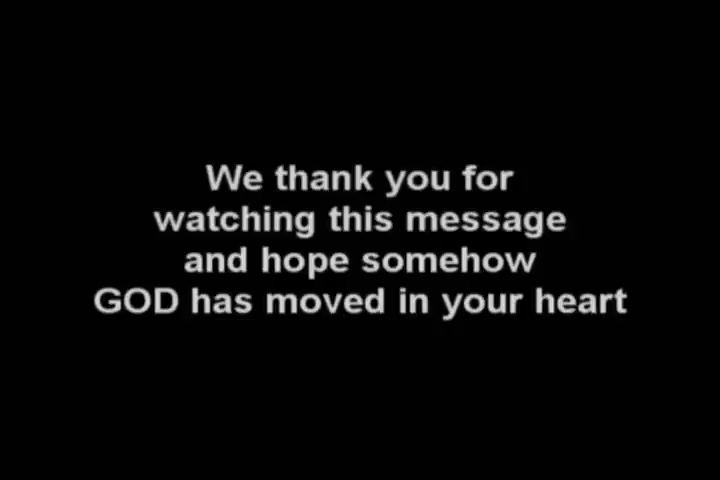 We thank you for
watching this message
and hope somehow
GOD has moved in your heart